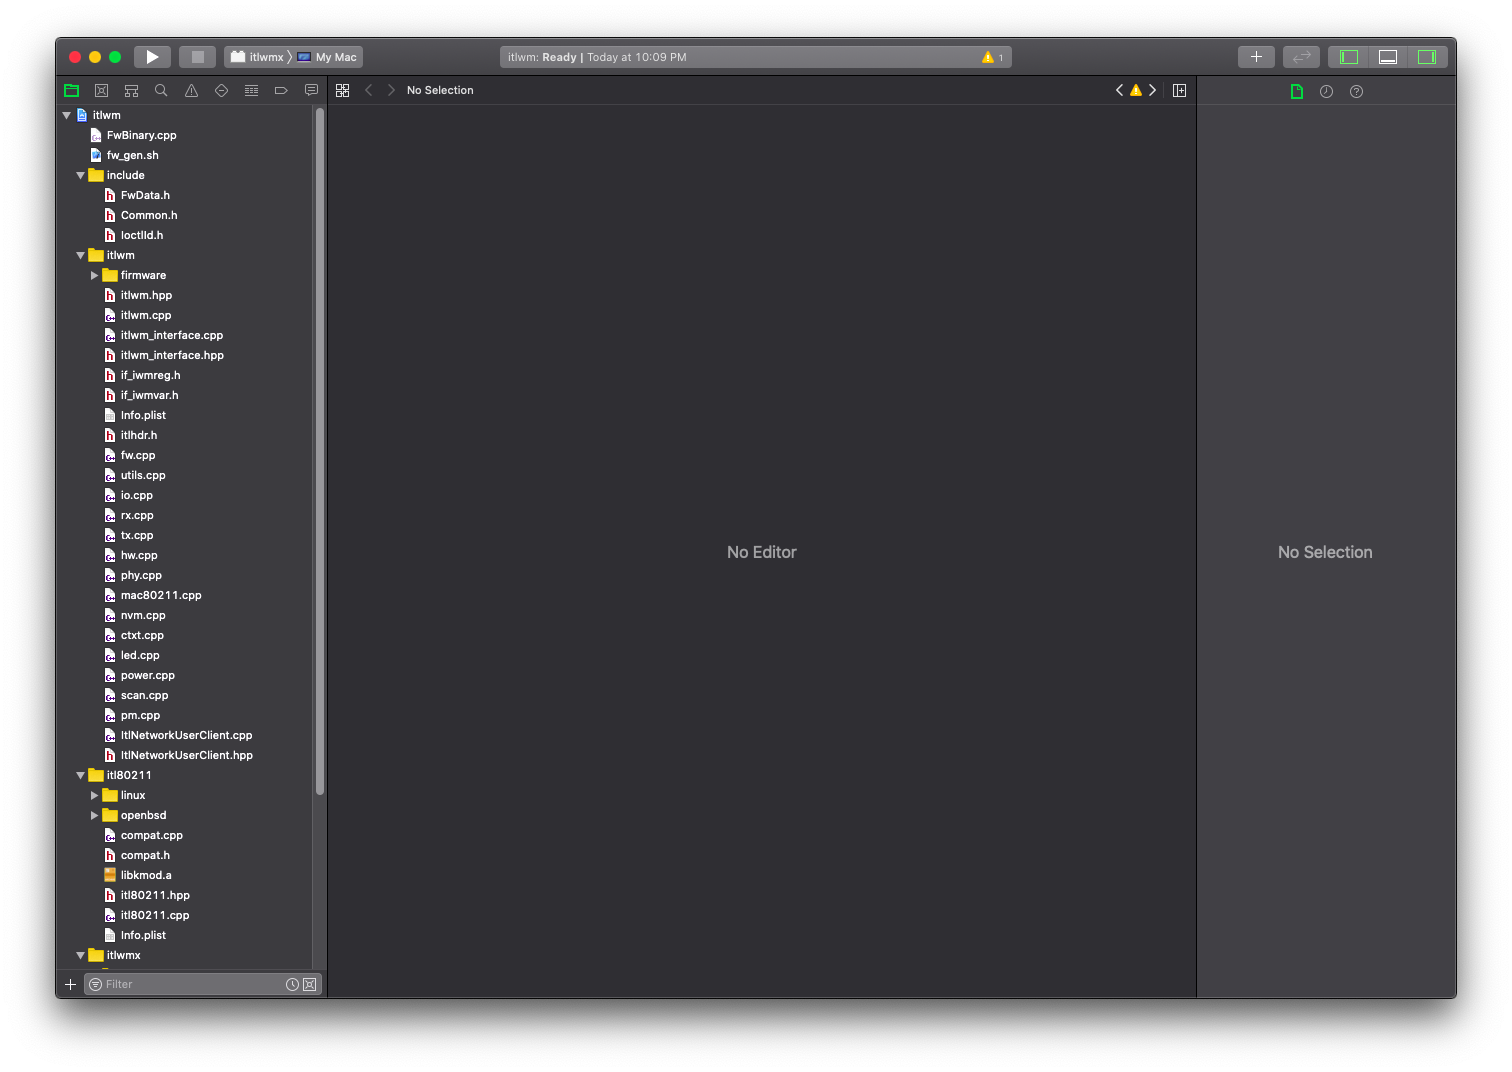 itlwmx 〉 My Mac
itlwm: Ready | Today at 10:09 PM
1
No Selection
itlwm
FwBinary.cpp
fw_gen.sh
include
FwData.h
Common.h
IoctlId.h
itlwm
firmware
itlwm.hpp
itlwm.cpp
itlwm_interface.cpp
itlwm_interface.hpp
if_iwmreg.h
if_iwmvar.h
Info.plist
itlhdr.h
fw.cpp
utils.cpp
io.cpp
rx.cpp
tx.cpp
hw.cpp
phy.cpp
mac80211.cpp
nvm.cpp
ctxt.cpp
led.cpp
power.cpp
scan.cpp
pm.cpp
ItlNetworkUserClient.cpp
ItlNetworkUserClient.hpp
itl80211
linux
openbsd
compat.cpp
compat.h
libkmod.a
itl80211.hpp
itl80211.cpp
Info.plist
itlwmx
Filter
No Editor
No Selection